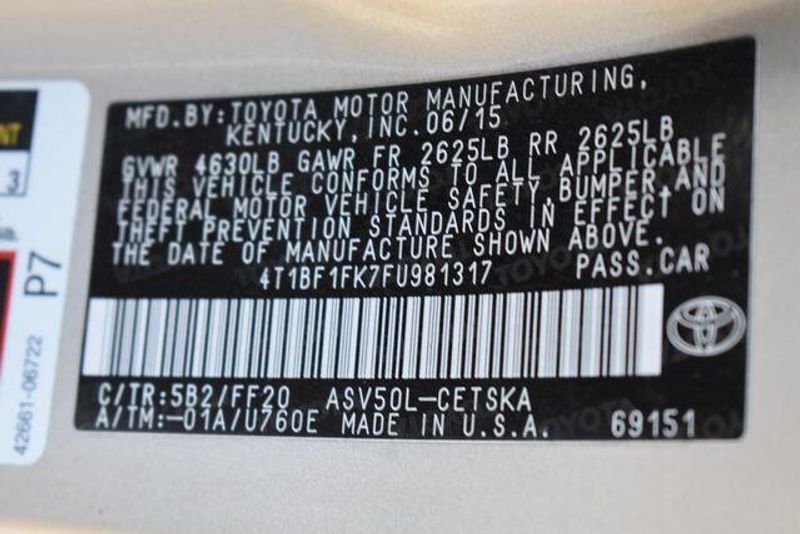 MFD.BY:TOYOTA MOTOR MANUFACTURING,
KENTUCKY,INC.06/15
GVWR 4630LB GAWR FR 2625LB RR 2625LB
THIS VEHICLE CONFORMS TO ALL APPLICABLE
FEDERAL MOTOR VEHICLE SAFETY,BUMPER,AND
THEFT PREVENTION STANDARDS IN EFFECT ON
THE DATE OF MANUFACTURE SHOWN ABOVE.
4T1BF1FK7FU981317 PASS.CAR
C/TR:5B2/FF20 ASV50L-CETSKA
A/TM:-01A/U760E MADE IN U.S.A. 69151
3
P7
42661-06722